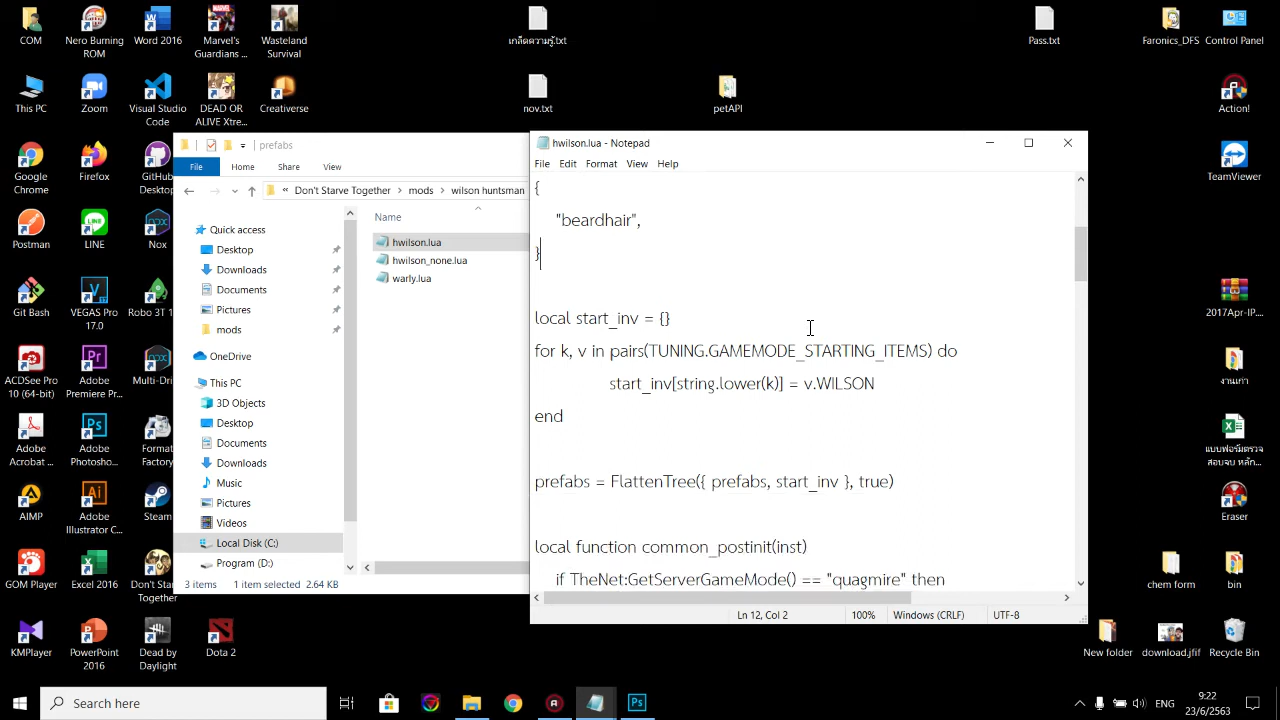 COM
Nero Burning
ROM
Word 2016
Marvel's
Guardians ...
Wasteland
Survival
เกล็ดความรู้.txt
Pass.txt
Faronics_DFS
Control Panel
This PC
Zoom
Visual Studio
Code
DEAD OR
ALIVE Xtre...
Creativerse
nov.txt
petAPI
Action!
Google
Chrome
Firefox
GitHub
Desktop
TeamViewer
Postman
LINE
Nox
Git Bash
VEGAS Pro
17.0
Robo 3T 1
2017Apr-IP...
ACDSee Pro
10 (64-bit)
Adobe
Premiere Pr...
Multi-Driv
งานเก่า
Adobe
Acrobat ...
Adobe
Photosho...
Format
Factory
แบบฟอร์มตรวจ
สอบจบ หลัก...
AIMP
Adobe
Illustrator C...
Steam
Eraser
GOM Player
Excel 2016
Don't Starve
Together
chem form
bin
KMPlayer
PowerPoint
2016
Dead by
Daylight
Dota 2
New folder
download.jfif
Recycle Bin
prefabs
File
Home
Share
View
« Don't Starve Together > mods > wilson huntsman
Name
Quick access
Desktop
Downloads
Documents
Pictures
mods
OneDrive
This PC
3D Objects
Desktop
Documents
Downloads
Music
Pictures
Videos
Local Disk (C:)
Program (D:)
hwilson.lua
hwilson_none.lua
warly.lua
3 items
1 item selected 2.64 KB
hwilson.lua - Notepad
File Edit Format View Help
{
"beardhair",
}
local start_inv = {}
for k, v in pairs(TUNING.GAMEMODE_STARTING_ITEMS) do
start_inv[string.lower(k)] = v.WILSON
end
prefabs = FlattenTree({ prefabs, start_inv }, true)
local function common_postinit(inst)
if TheNet:GetServerGameMode() == "quagmire" then
Ln 12, Col 2
100%
Windows (CRLF)
UTF-8
Search here
ENG
9:22
23/6/2563